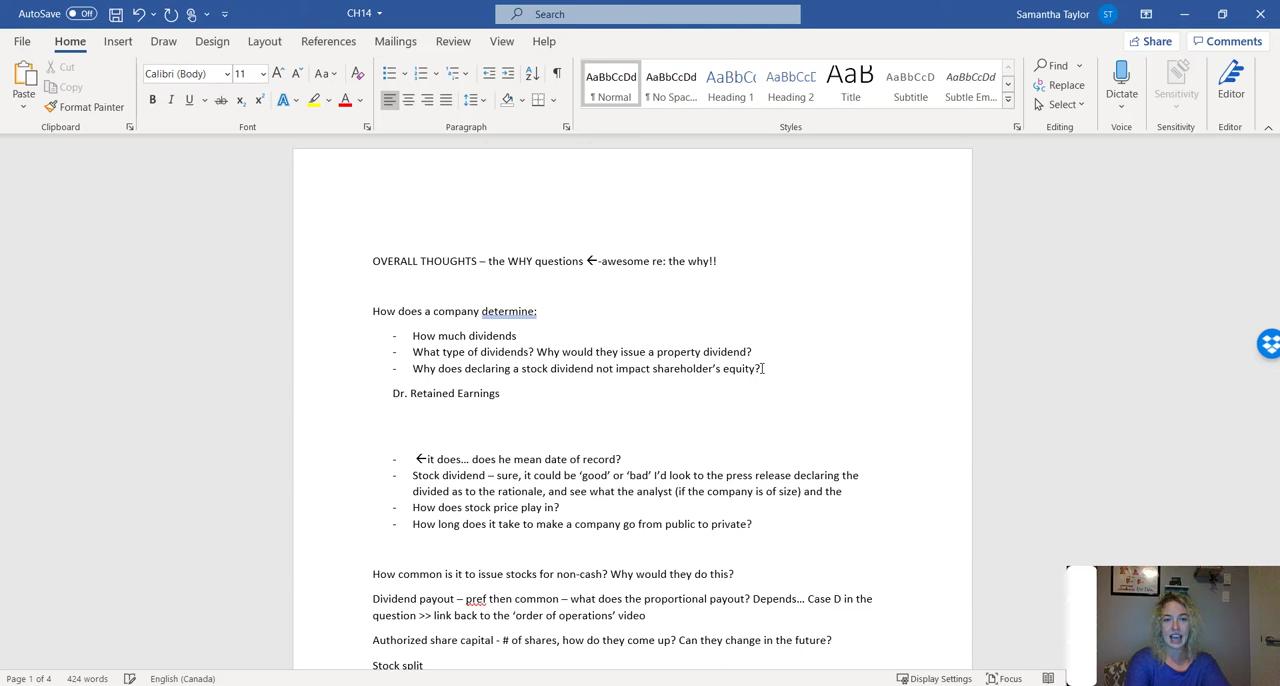 AutoSave Off CH14 Search Samantha Taylor ST
File Home Insert Draw Design Layout References Mailings Review View Help Share Comments
Paste Cut Copy Format Painter Clipboard
Calibri (Body) 11 Font
Paragraph
AaBbCcDd ¶ Normal AaBbCcDd ¶ No Spac... AaBbCc Heading 1 AaBbCcD Heading 2 AaB Title AaBbCcD Subtitle AaBbCcDd Subtle Em... Styles
Find Replace Select Editing
Dictate Voice Sensitivity Sensitivity Editor Editor
OVERALL THOUGHTS – the WHY questions ←-awesome re: the why!!
How does a company determine:
- How much dividends
- What type of dividends? Why would they issue a property dividend?
- Why does declaring a stock dividend not impact shareholder's equity?
Dr. Retained Earnings
- ←it does… does he mean date of record?
- Stock dividend – sure, it could be 'good' or 'bad' I'd look to the press release declaring the
divided as to the rationale, and see what the analyst (if the company is of size) and the
- How does stock price play in?
- How long does it take to make a company go from public to private?
How common is it to issue stocks for non-cash? Why would they do this?
Dividend payout – pref then common – what does the proportional payout? Depends… Case D in the
question >> link back to the 'order of operations' video
Authorized share capital - # of shares, how do they come up? Can they change in the future?
Stock split
Page 1 of 4 424 words English (Canada) Display Settings Focus